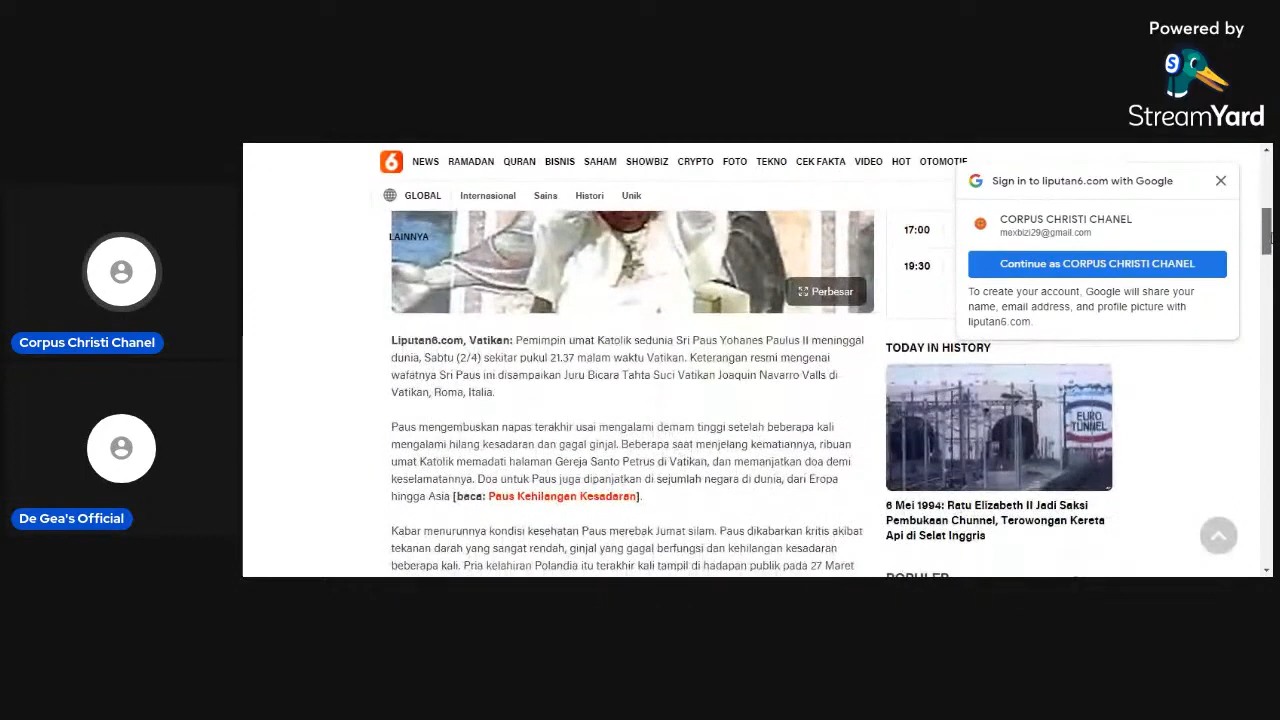 Powered by
S
StreamYard
6 NEWS RAMADAN QURAN BISNIS SAHAM SHOWBIZ CRYPTO FOTO TEKNO CEK FAKTA VIDEO HOT OTOMOTIF
GLOBAL Internasional Sains Histori Unik
LAINNYA
Perbesar
17:00
19:30
Sign in to liputan6.com with Google
CORPUS CHRISTI CHANEL
mexbizi29@gmail.com
Continue as CORPUS CHRISTI CHANEL
To create your account, Google will share your
name, email address, and profile picture with
liputan6.com.
Corpus Christi Chanel
De Gea's Official
Liputan6.com, Vatikan: Pemimpin umat Katolik sedunia Sri Paus Yohanes Paulus II meninggal
dunia, Sabtu (2/4) sekitar pukul 21.37 malam waktu Vatikan. Keterangan resmi mengenai
wafatnya Sri Paus ini disampaikan Juru Bicara Tahta Suci Vatikan Joaquin Navarro-Valls di
Vatikan, Roma, Italia.
Paus mengembuskan napas terakhir usai mengalami demam tinggi setelah beberapa kali
mengalami hilang kesadaran dan gagal ginjal. Beberapa saat menjelang kematiannya, ribuan
umat Katolik memadati halaman Gereja Santo Petrus di Vatikan, dan memanjatkan doa demi
keselamatannya. Doa untuk Paus juga dipanjatkan di sejumlah negara di dunia, dari Eropa
hingga Asia [baca: Paus Kehilangan Kesadaran].
Kabar menurunnya kondisi kesehatan Paus merebak Jumat silam. Paus dikabarkan kritis akibat
tekanan darah yang sangat rendah, ginjal yang gagal berfungsi dan kehilangan kesadaran
beberapa kali. Pria kelahiran Polandia itu terakhir kali tampil di hadapan publik pada 27 Maret
TODAY IN HISTORY
EURO
TUNNEL
6 Mei 1994: Ratu Elizabeth II Jadi Saksi
Pembukaan Chunnel, Terowongan Kereta
Api di Selat Inggris
POPULER